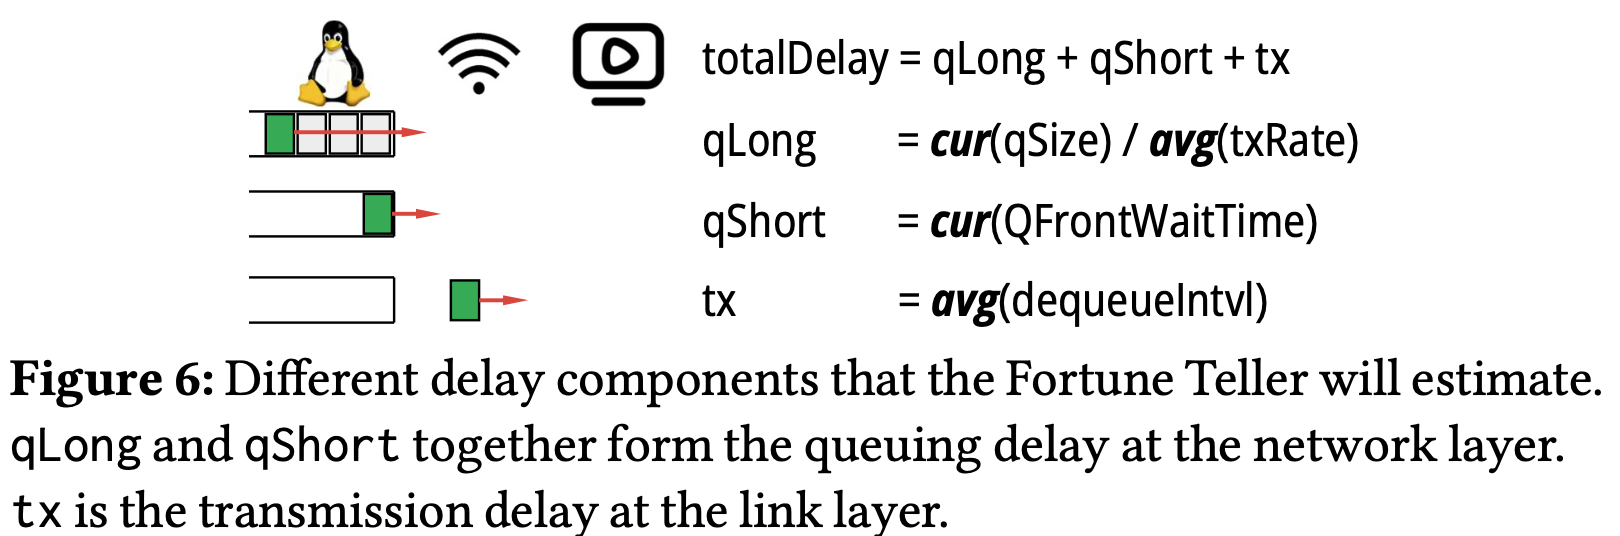 totalDelay = qLong + qShort + tx
qLong = cur(qSize) / avg(txRate)
qShort = cur(QFrontWaitTime)
tx = avg(dequeueIntvl)
Figure 6: Different delay components that the Fortune Teller will estimate.
qLong and qShort together form the queuing delay at the network layer.
tx is the transmission delay at the link layer.